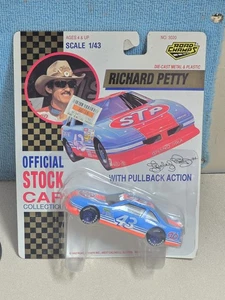 AGES 4 & UP
SCALE 1/43
NO. 3050
ROAD CHAMPS
DIE-CAST METAL & PLASTIC
RICHARD PETTY
STP
OFFICIAL
STOCK
CAR
COLLECTION
WITH PULLBACK ACTION
43